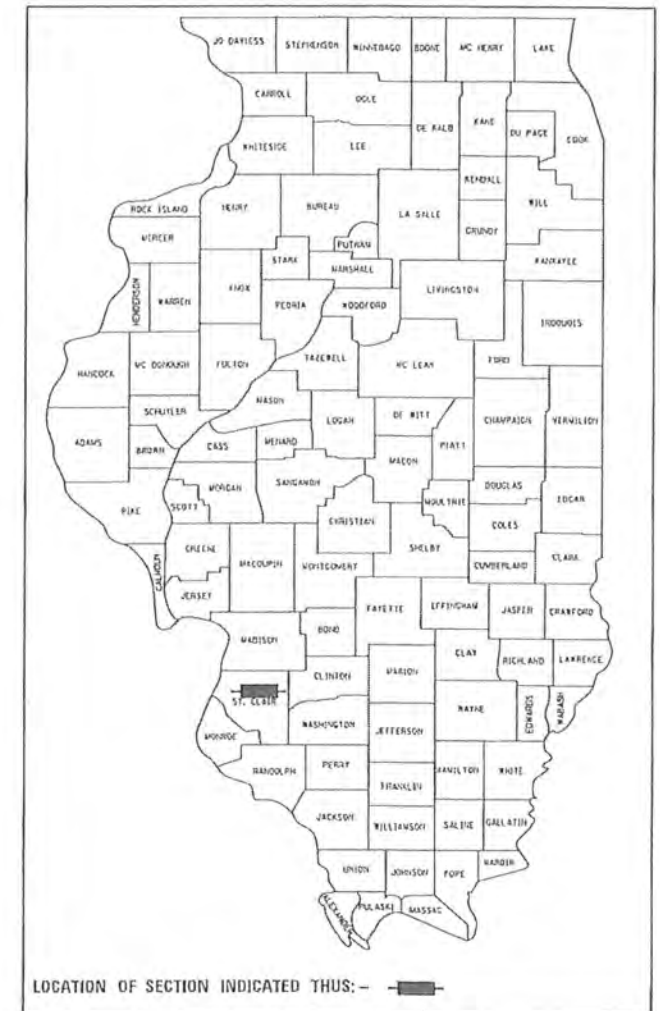 JO DAVIESS STEPHENSON WINNEBAGO BOONE MC HENRY LAKE
CARROLL OGLE DE KALB KANE DU PAGE COOK
WHITESIDE LEE
KENDALL WILL
ROCK ISLAND HENRY BUREAU LA SALLE GRUNDY
MERCER PUTNAM KANKAKEE
STARK MARSHALL
HENDERSON WARREN KNOX PEORIA WOODFORD LIVINGSTON IROQUOIS
HANCOCK MC DONOUGH FULTON TAZEWELL MC LEAN FORD
SCHUYLER MASON LOGAN DE WITT CHAMPAIGN VERMILION
ADAMS BROWN CASS MENARD MACON PIATT
PIKE SCOTT MORGAN SANGAMON CHRISTIAN MOULTRIE DOUGLAS EDGAR
COLES
CALHOUN GREENE MACOUPIN MONTGOMERY SHELBY CUMBERLAND CLARK
JERSEY FAYETTE EFFINGHAM JASPER CRAWFORD
MADISON BOND CLAY RICHLAND LAWRENCE
CLINTON MARION
ST. CLAIR WAYNE EDWARDS WABASH
MONROE WASHINGTON JEFFERSON
RANDOLPH PERRY FRANKLIN HAMILTON WHITE
JACKSON WILLIAMSON SALINE GALLATIN
UNION JOHNSON POPE HARDIN
ALEXANDER PULASKI MASSAC
LOCATION OF SECTION INDICATED THUS:-